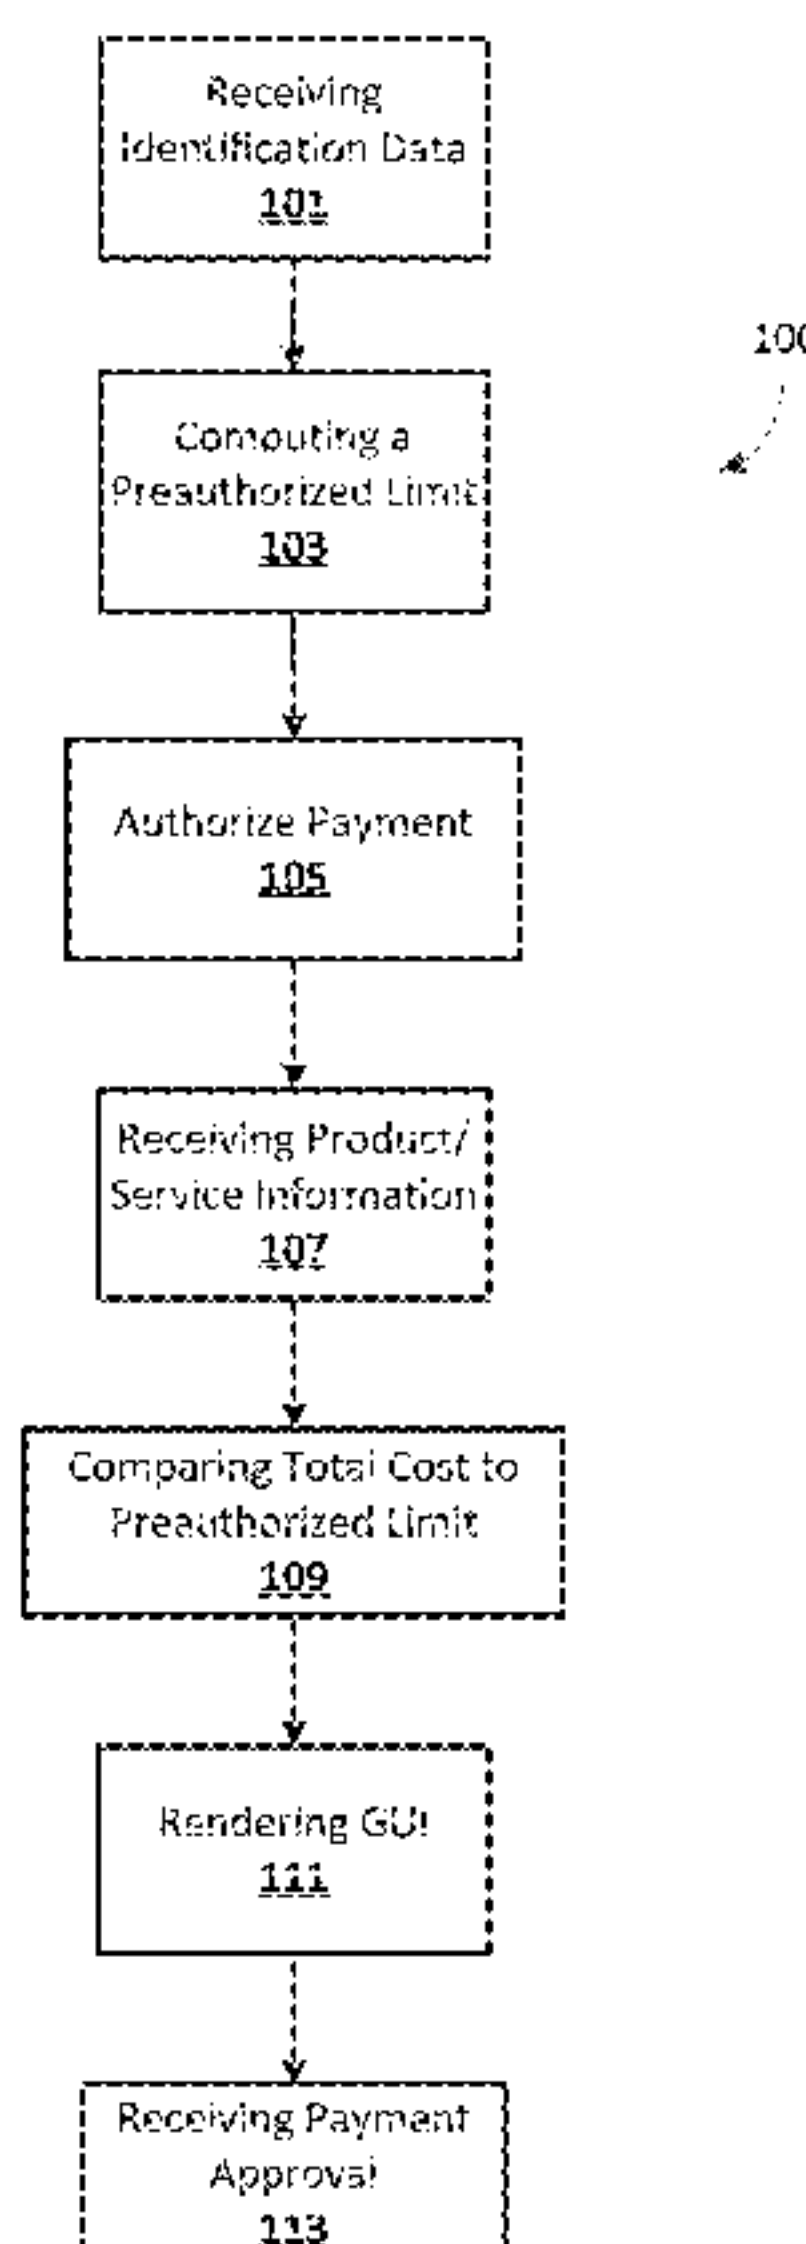 Receiving
Identification Data
101
100
Computing a
Preauthorized Limit
103
Authorize Payment
105
Receiving Product/
Service Information
107
Comparing Total Cost to
Preauthorized Limit
109
Rendering GUI
111
Receiving Payment
Approval
113